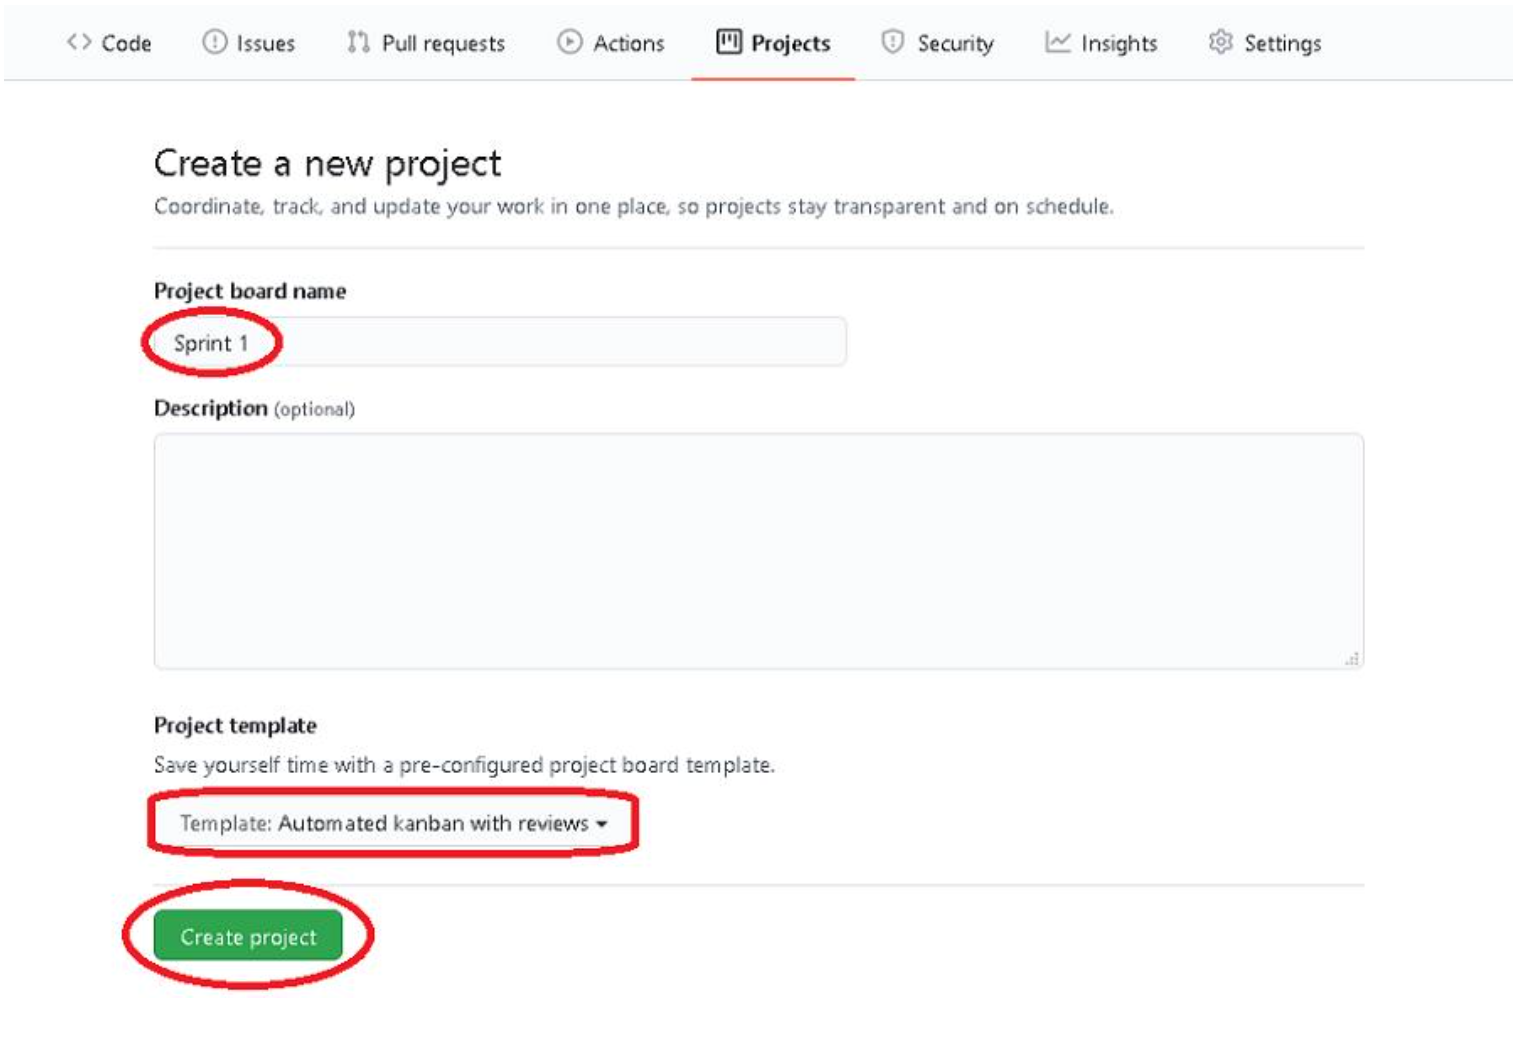 Code Issues Pull requests Actions Projects Security Insights Settings
Create a new project
Coordinate, track, and update your work in one place, so projects stay transparent and on schedule.
Project board name
Sprint 1
Description (optional)
Project template
Save yourself time with a pre-configured project board template.
Template: Automated kanban with reviews
Create project